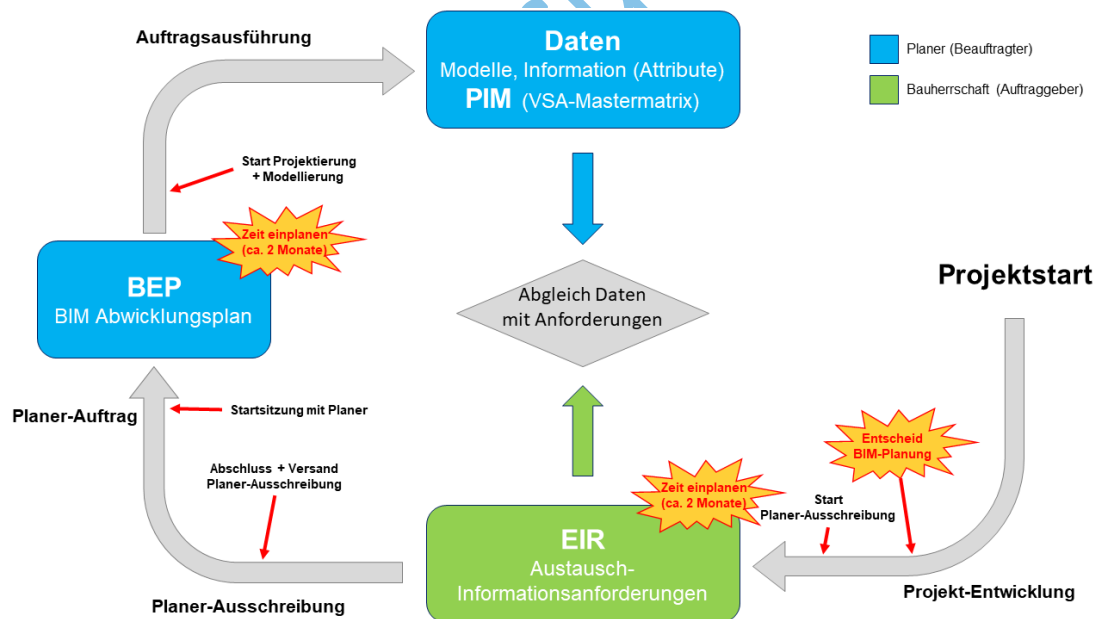 Auftragsausführung
Daten
Modelle, Information (Attribute)
PIM (VSA-Mastermatrix)
Planer (Beauftragter)
Bauherrschaft (Auftraggeber)
Start Projektierung
+ Modellierung
Zeit einplanen
(ca. 2 Monate)
BEP
BIM Abwicklungsplan
Abgleich Daten
mit Anforderungen
Projektstart
Planer-Auftrag
Startsitzung mit Planer
Abschluss + Versand
Planer-Ausschreibung
Entscheid
BIM-Planung
Zeit einplanen
(ca. 2 Monate)
Start
Planer-Ausschreibung
EIR
Austausch-
Informationsanforderungen
Planer-Ausschreibung
Projekt-Entwicklung